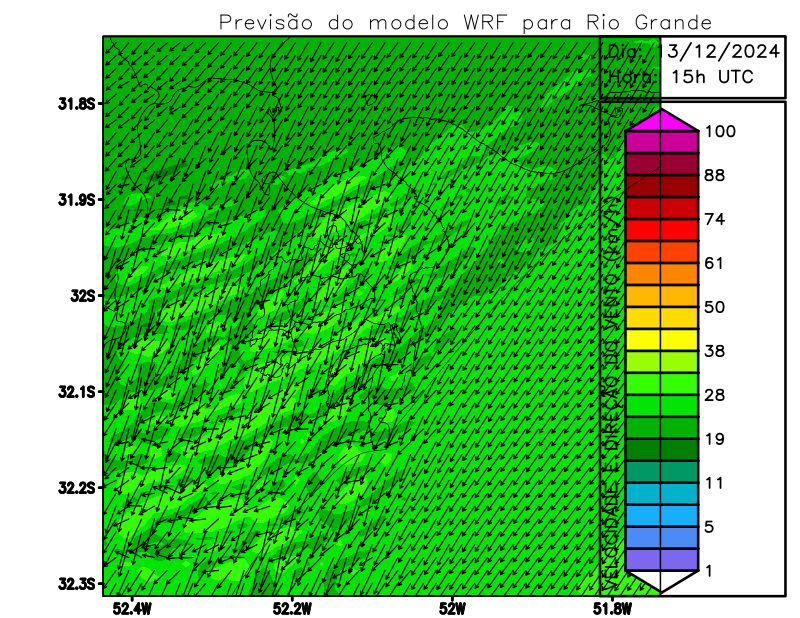 Previsão do modelo WRF para Rio Grande
Dia: 13/12/2024
Hora: 15h UTC
31.8S
31.9S
32S
32.1S
32.2S
32.3S
52.4W
52.2W
52W
51.8W
VELOCIDADE E DIREÇÃO DO VENTO (km/h)
100
88
74
61
50
38
28
19
11
5
1